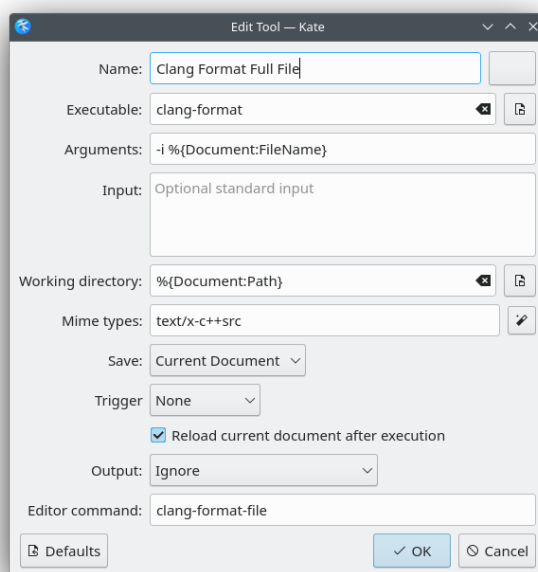 Edit Tool — Kate
Name: Clang Format Full File
Executable: clang-format
Arguments: -i %{Document:FileName}
Input: Optional standard input
Working directory: %{Document:Path}
Mime types: text/x-c++src
Save: Current Document
Trigger None
Reload current document after execution
Output: Ignore
Editor command: clang-format-file
Defaults OK Cancel